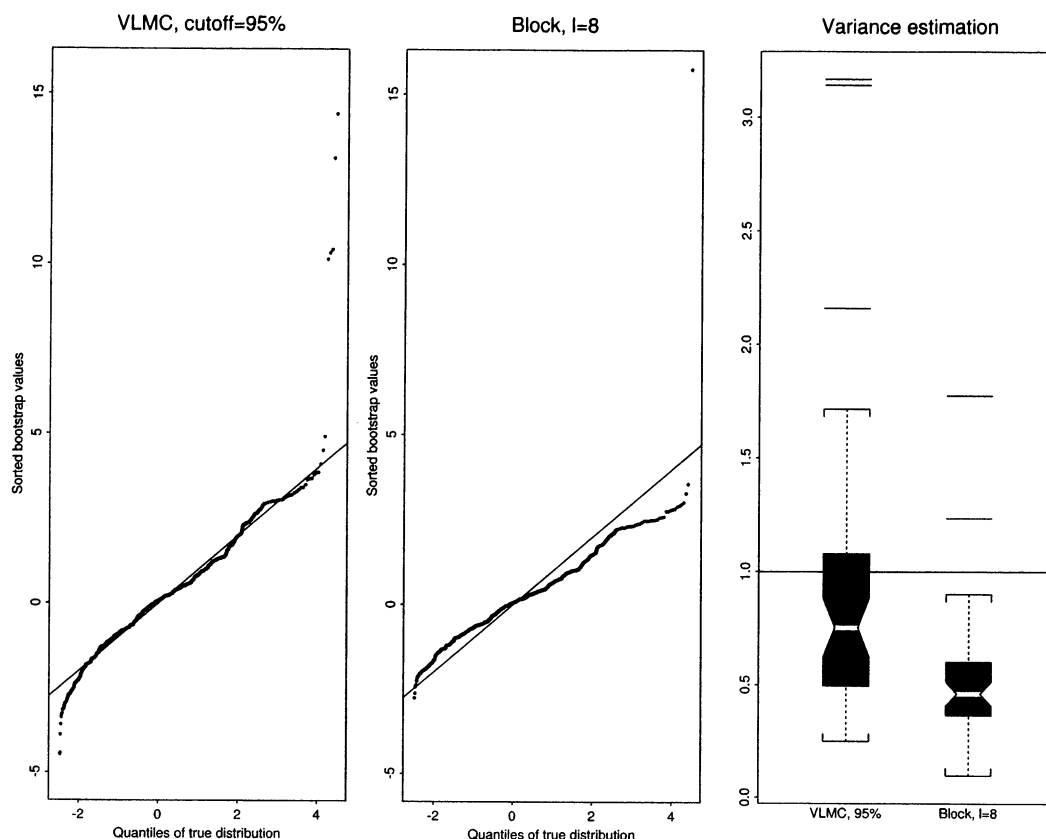 VLMC, cutoff=95%
Sorted bootstrap values
15
10
5
0
-5
-2
0
2
4
Quantiles of true distribution
Block, l=8
Sorted bootstrap values
15
10
5
0
-5
-2
0
2
4
Quantiles of true distribution
Variance estimation
3.0
2.5
2.0
1.5
1.0
0.5
0.0
VLMC, 95%
Block, l=8